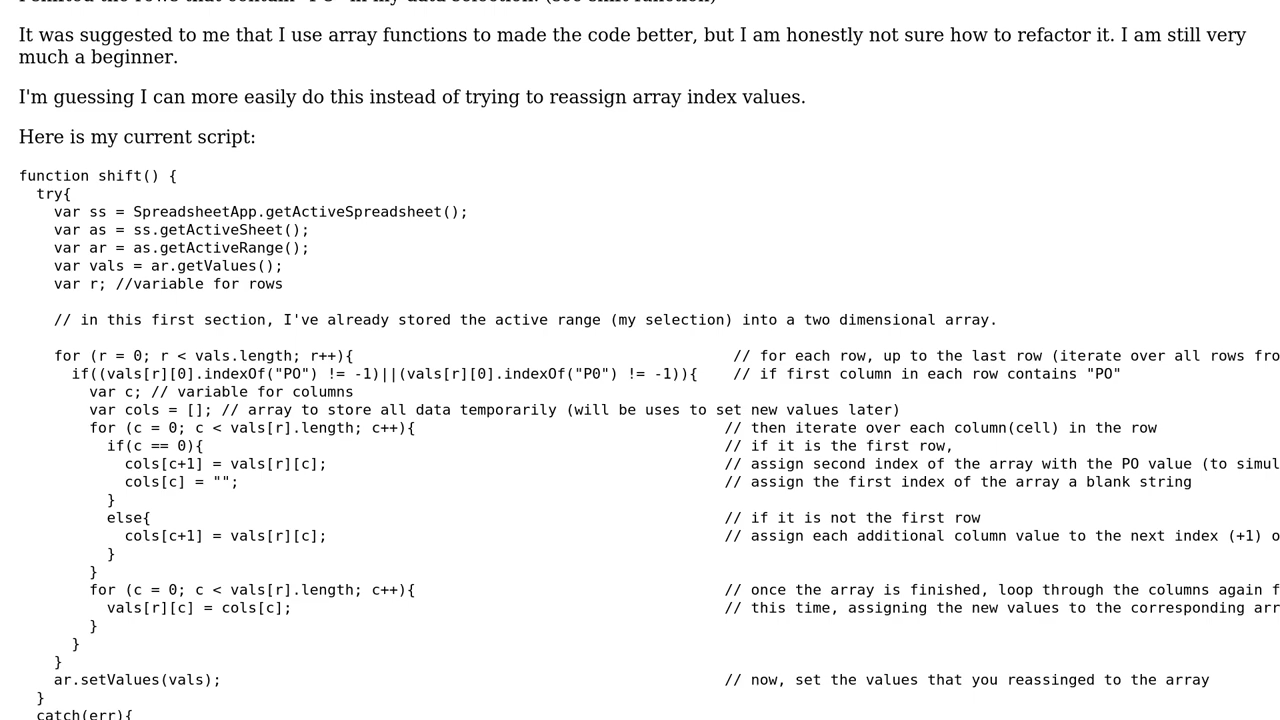 It was suggested to me that I use array functions to made the code better, but I am honestly not sure how to refactor it. I am still very
much a beginner.
I'm guessing I can more easily do this instead of trying to reassign array index values.
Here is my current script:
function shift() {
  try{
    var ss = SpreadsheetApp.getActiveSpreadsheet();
    var as = ss.getActiveSheet();
    var ar = as.getActiveRange();
    var vals = ar.getValues();
    var r; //variable for rows
    // in this first section, I've already stored the active range (my selection) into a two dimensional array.
    for (r = 0; r < vals.length; r++){                                           // for each row, up to the last row (iterate over all rows fro
      if((vals[r][0].indexOf("PO") != -1)||(vals[r][0].indexOf("P0") != -1)){    // if first column in each row contains "PO"
        var c; // variable for columns
        var cols = []; // array to store all data temporarily (will be uses to set new values later)
        for (c = 0; c < vals[r].length; c++){                                   // then iterate over each column(cell) in the row
          if(c == 0){                                                           // if it is the first row,
            cols[c+1] = vals[r][c];                                             // assign second index of the array with the PO value (to simul
            cols[c] = "";                                                       // assign the first index of the array a blank string
          }
          else{                                                                 // if it is not the first row
            cols[c+1] = vals[r][c];                                             // assign each additional column value to the next index (+1) o
          }
        }
        for (c = 0; c < vals[r].length; c++){                                   // once the array is finished, loop through the columns again f
          vals[r][c] = cols[c];                                                 // this time, assigning the new values to the corresponding arr
        }
      }
    }
    ar.setValues(vals);                                                         // now, set the values that you reassinged to the array
  }
  catch(err){